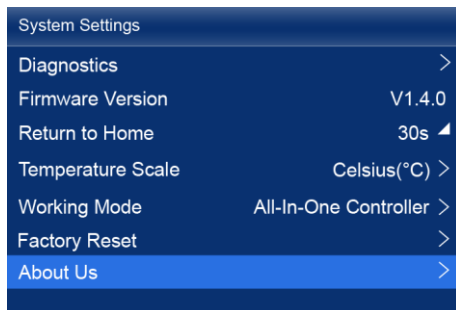 System Settings
Diagnostics >
Firmware Version V1.4.0
Return to Home 30s
Temperature Scale Celsius(°C) >
Working Mode All-In-One Controller >
Factory Reset >
About Us >